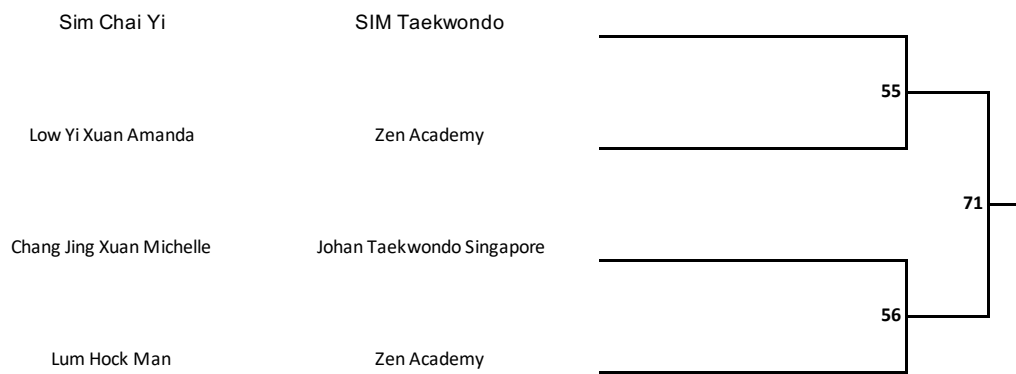 Sim Chai Yi SIM Taekwondo
55
Low Yi Xuan Amanda Zen Academy
71
Chang Jing Xuan Michelle Johan Taekwondo Singapore
56
Lum Hock Man Zen Academy